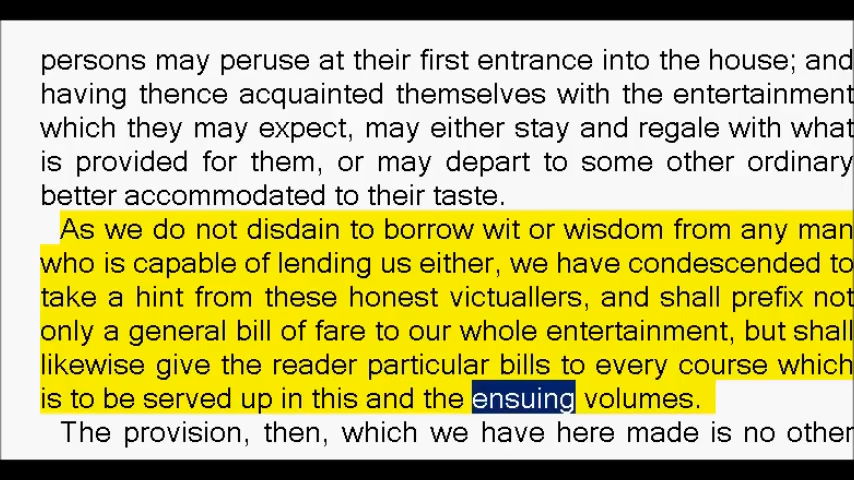 persons may peruse at their first entrance into the house; and
having thence acquainted themselves with the entertainment
which they may expect, may either stay and regale with what
is provided for them, or may depart to some other ordinary
better accommodated to their taste.
As we do not disdain to borrow wit or wisdom from any man
who is capable of lending us either, we have condescended to
take a hint from these honest victuallers, and shall prefix not
only a general bill of fare to our whole entertainment, but shall
likewise give the reader particular bills to every course which
is to be served up in this and the ensuing volumes.
The provision, then, which we have here made is no other